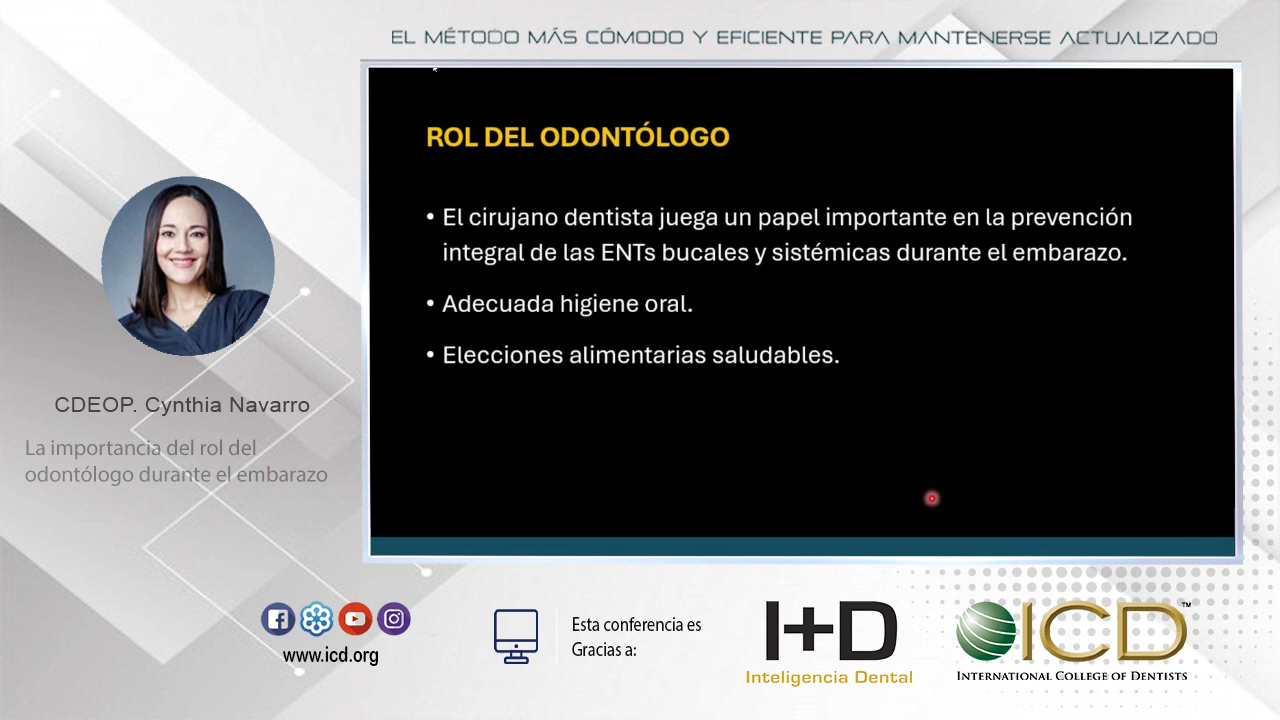 EL MÉTODO MÁS CÓMODO Y EFICIENTE PARA MANTENERSE ACTUALIZADO
ROL DEL ODONTÓLOGO
• El cirujano dentista juega un papel importante en la prevención
integral de las ENTs bucales y sistémicas durante el embarazo.
• Adecuada higiene oral.
• Elecciones alimentarias saludables.
CDEOP. Cynthia Navarro
La importancia del rol del
odontólogo durante el embarazo
www.icd.org
Esta conferencia es
Gracias a:
I+D
Inteligencia Dental
ICD™
INTERNATIONAL COLLEGE OF DENTISTS